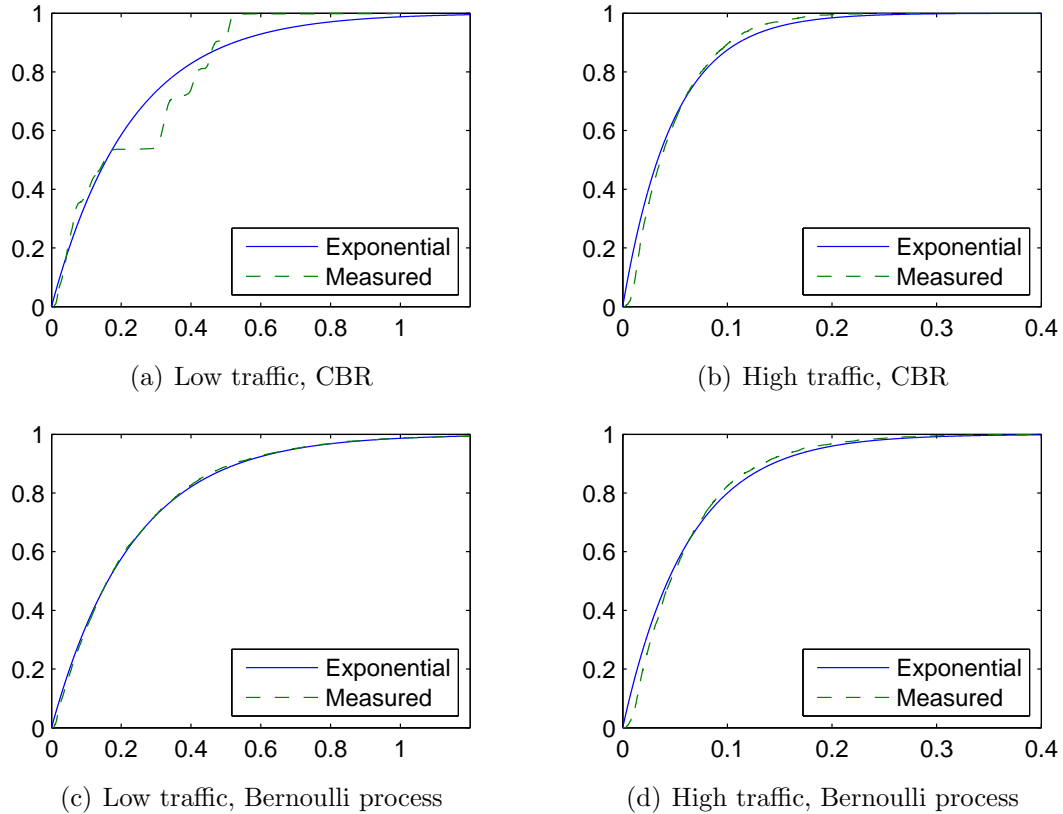 1
0.8
0.6
0.4
0.2
0
0 0.2 0.4 0.6 0.8 1
Exponential
Measured
(a) Low traffic, CBR
1
0.8
0.6
0.4
0.2
0
0 0.1 0.2 0.3 0.4
Exponential
Measured
(b) High traffic, CBR
1
0.8
0.6
0.4
0.2
0
0 0.2 0.4 0.6 0.8 1
Exponential
Measured
(c) Low traffic, Bernoulli process
1
0.8
0.6
0.4
0.2
0
0 0.1 0.2 0.3 0.4
Exponential
Measured
(d) High traffic, Bernoulli process